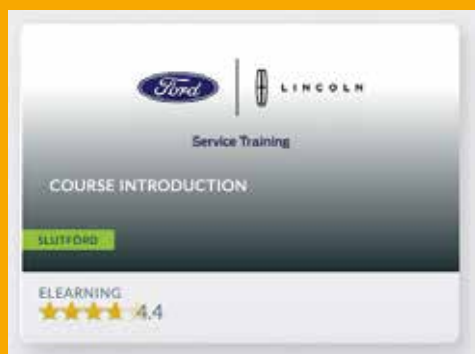 Ford LINCOLN
Service Training
COURSE INTRODUCTION
SLUTFORD
ELEARNING
4.4